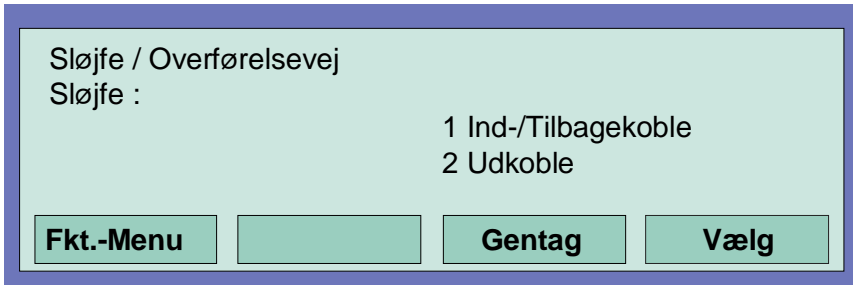 Sløjfe / Overførelsevej
Sløjfe :
1 Ind-/Tilbagekoble
2 Udkoble
Fkt.-Menu Gentag Vælg